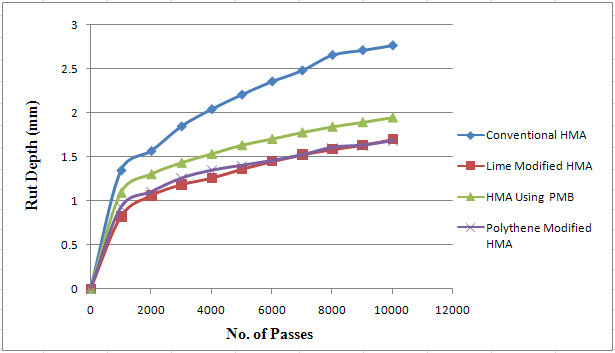 3
2.5
2
1.5
1
0.5
0
Rut Depth (mm)
0 2000 4000 6000 8000 10000 12000
No. of Passes
Conventional HMA
Lime Modified HMA
HMA Using PMB
Polythene Modified
HMA